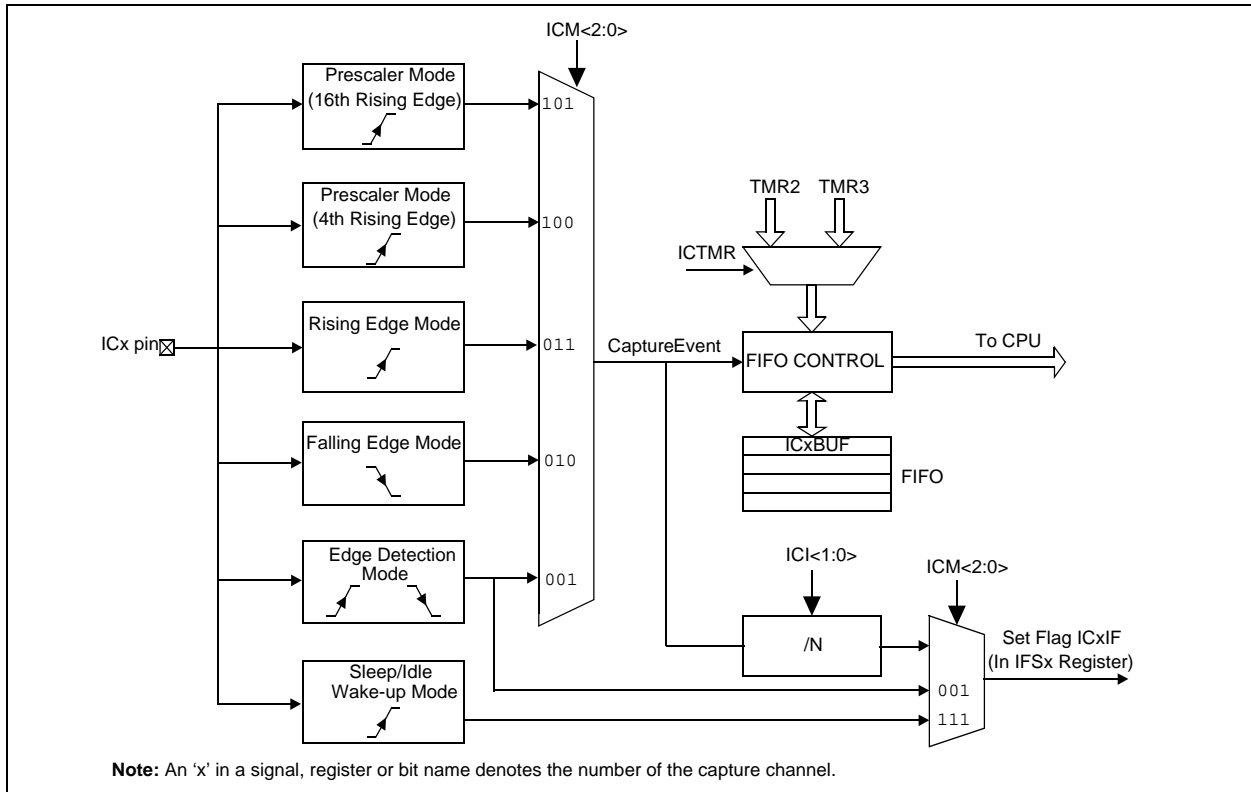 ICM<2:0>
Prescaler Mode
(16th Rising Edge)
101
Prescaler Mode
(4th Rising Edge)
100
TMR2 TMR3
ICTMR
Rising Edge Mode
011
ICx pin
CaptureEvent
FIFO CONTROL
To CPU
ICxBUF
FIFO
Falling Edge Mode
010
Edge Detection
Mode
001
ICI<1:0>
ICM<2:0>
/N
Set Flag ICxIF
(In IFSx Register)
Sleep/Idle
Wake-up Mode
001
111
Note: An ‘x’ in a signal, register or bit name denotes the number of the capture channel.